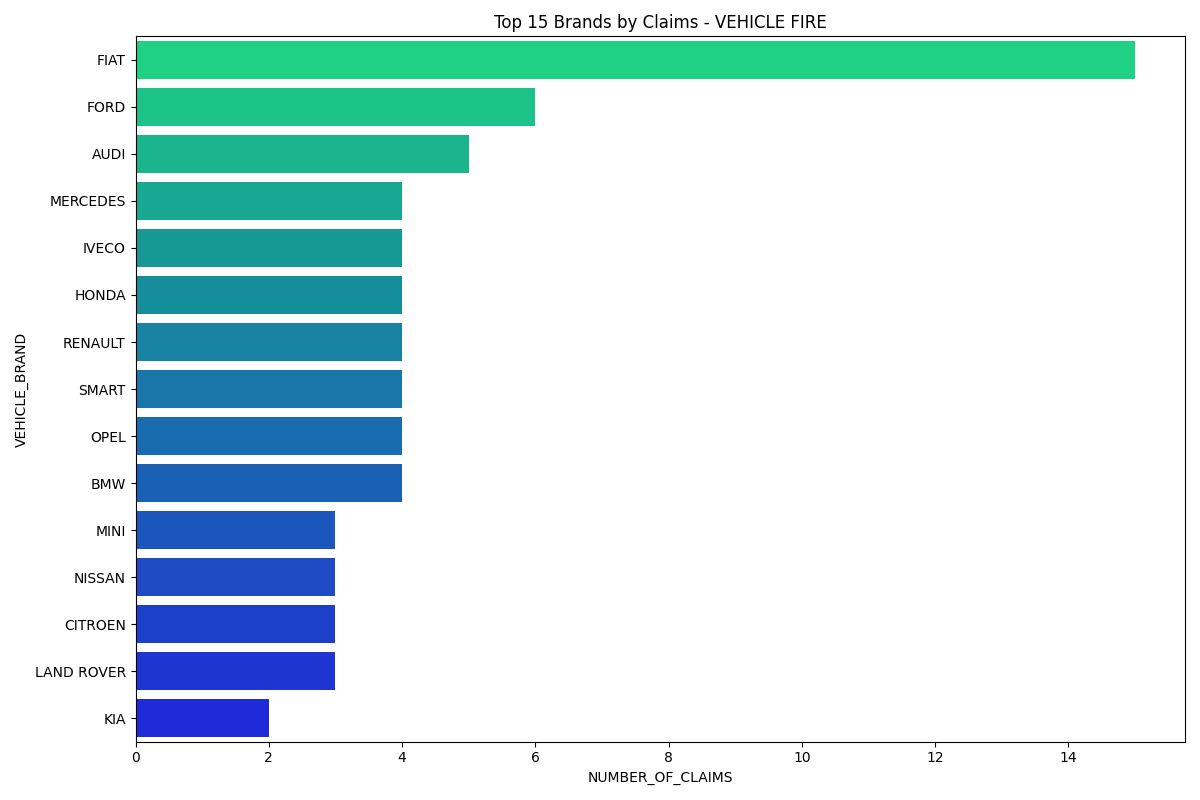 Top 15 Brands by Claims - VEHICLE FIRE
VEHICLE_BRAND
FIAT
FORD
AUDI
MERCEDES
IVECO
HONDA
RENAULT
SMART
OPEL
BMW
MINI
NISSAN
CITROEN
LAND ROVER
KIA
0 2 4 6 8 10 12 14
NUMBER_OF_CLAIMS